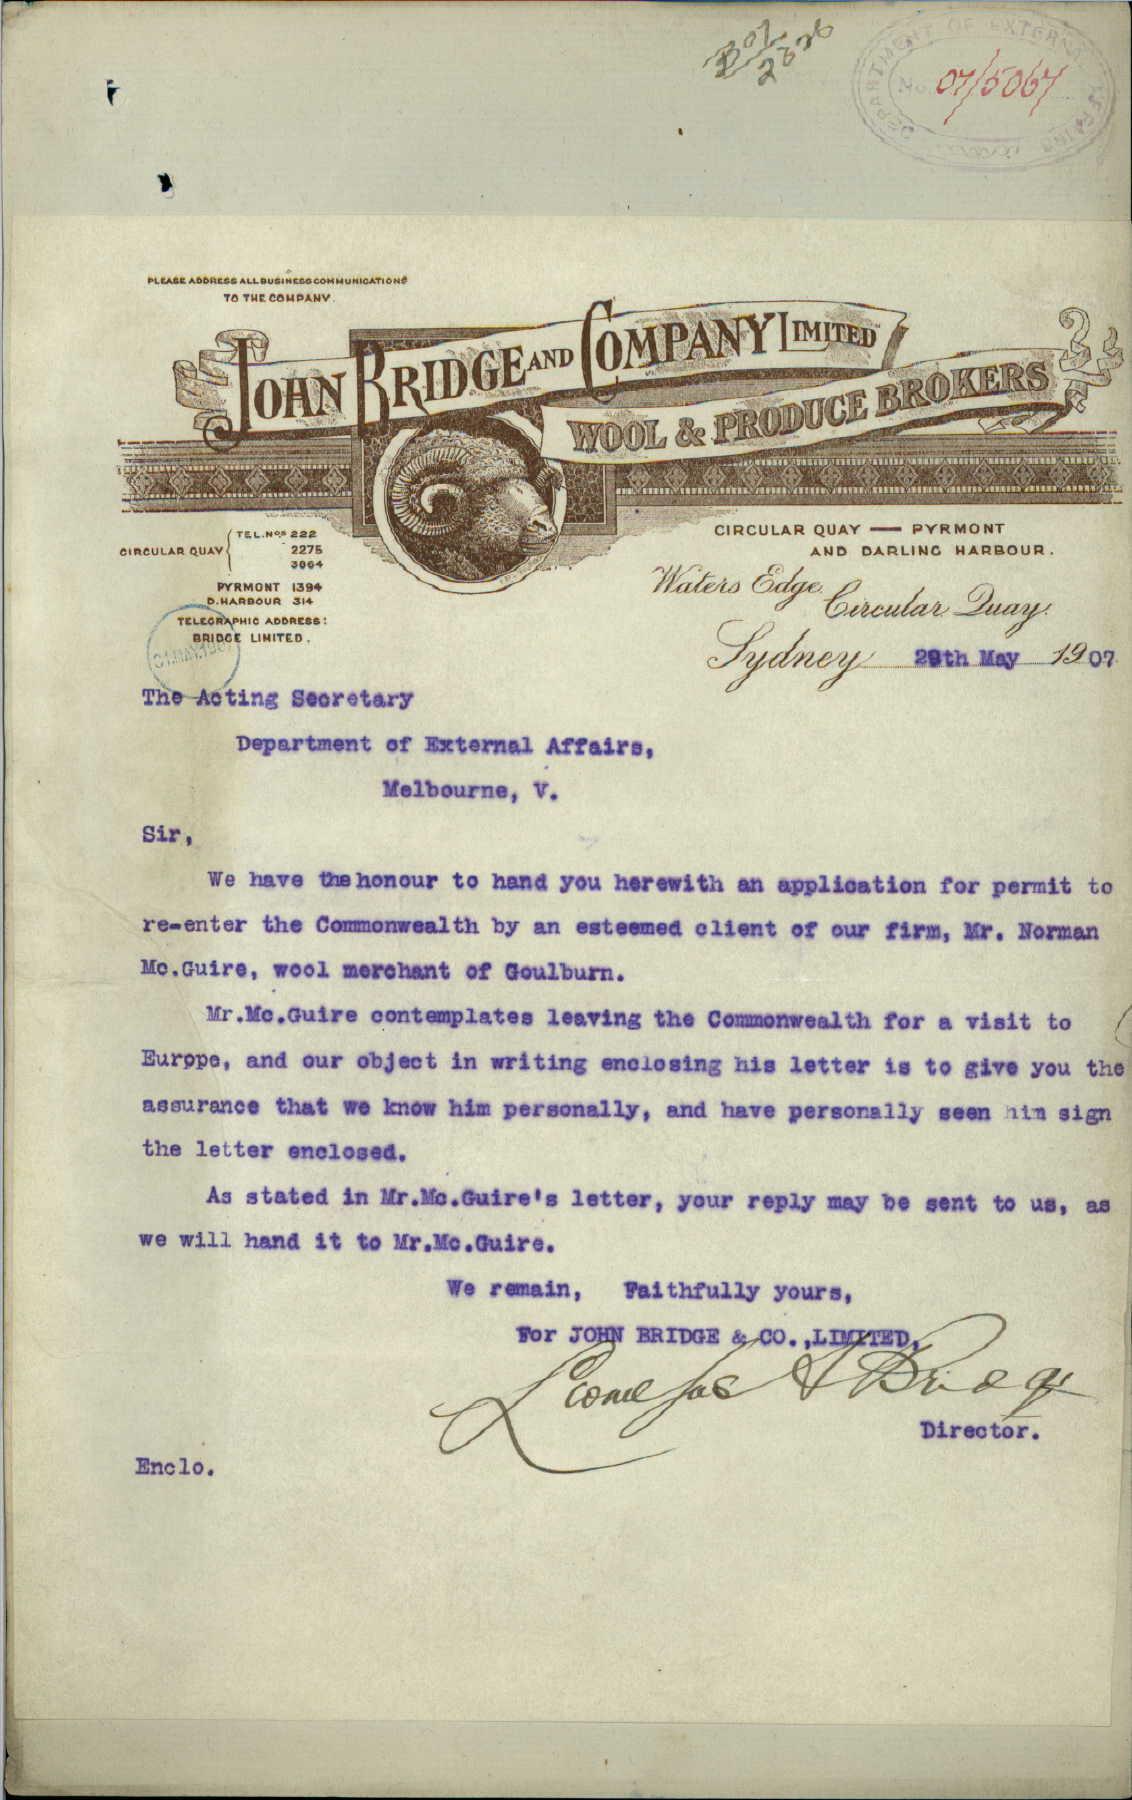 DEPARTMENT OF EXTERNAL AFFAIRS
No. 07/5067
PLEASE ADDRESS ALL BUSINESS COMMUNICATIONS
TO THE COMPANY.
JOHN BRIDGE AND COMPANY LIMITED
WOOL & PRODUCE BROKERS
CIRCULAR QUAY — PYRMONT
AND DARLING HARBOUR.
CIRCULAR QUAY TEL. Nos 222
2275
3064
PYRMONT 1394
D. HARBOUR 314
TELEGRAPHIC ADDRESS:
BRIDGE LIMITED.
Waters Edge.
Circular Quay.
Sydney 29th May 1907
The Acting Secretary
Department of External Affairs,
Melbourne, V.
Sir,
We have the honour to hand you herewith an application for permit to
re-enter the Commonwealth by an esteemed client of our firm, Mr. Norman
Mc.Guire, wool merchant of Goulburn.
Mr.Mc.Guire contemplates leaving the Commonwealth for a visit to
Europe, and our object in writing enclosing his letter is to give you the
assurance that we know him personally, and have personally seen him sign
the letter enclosed.
As stated in Mr.Mc.Guire's letter, your reply may be sent to us, as
we will hand it to Mr.Mc.Guire.
We remain, Faithfully yours,
For JOHN BRIDGE & CO.,LIMITED,
Bridge
Director.
Enclo.